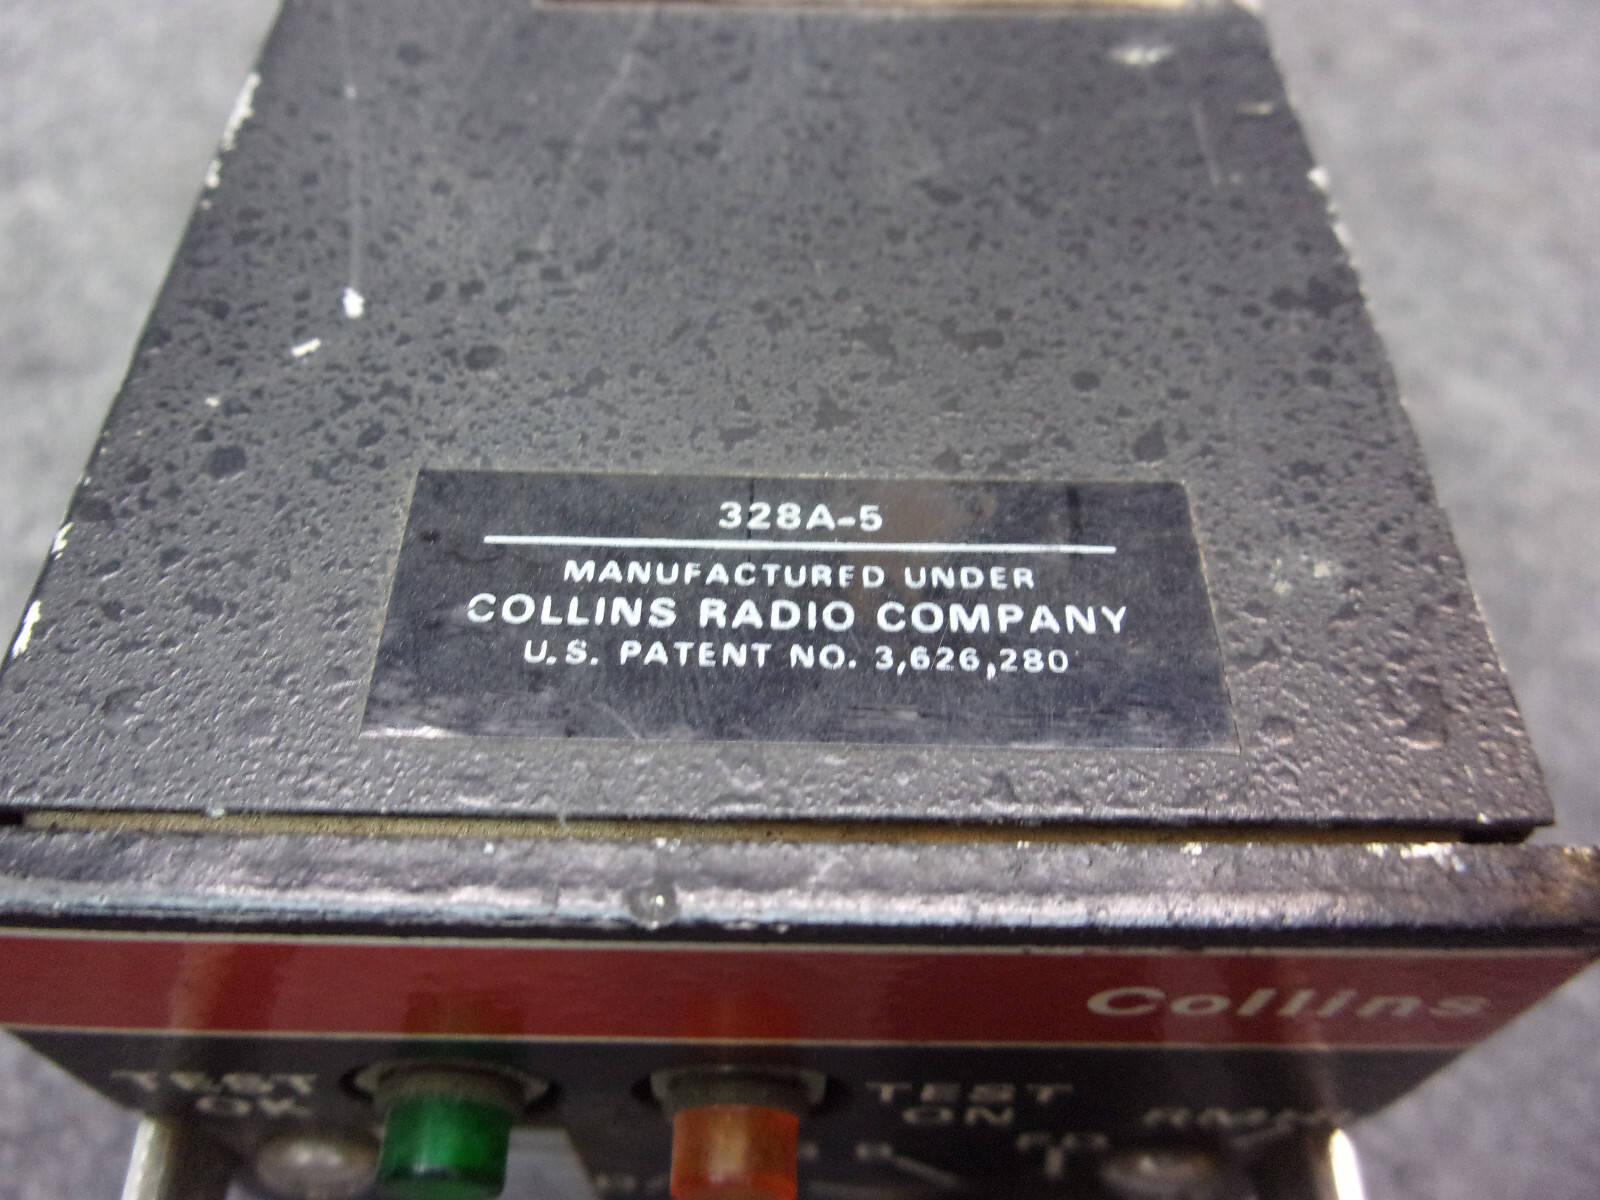 328A-5
MANUFACTURED UNDER
COLLINS RADIO COMPANY
U.S. PATENT NO. 3,626,280
Collins
TEST
OK
TEST
ON